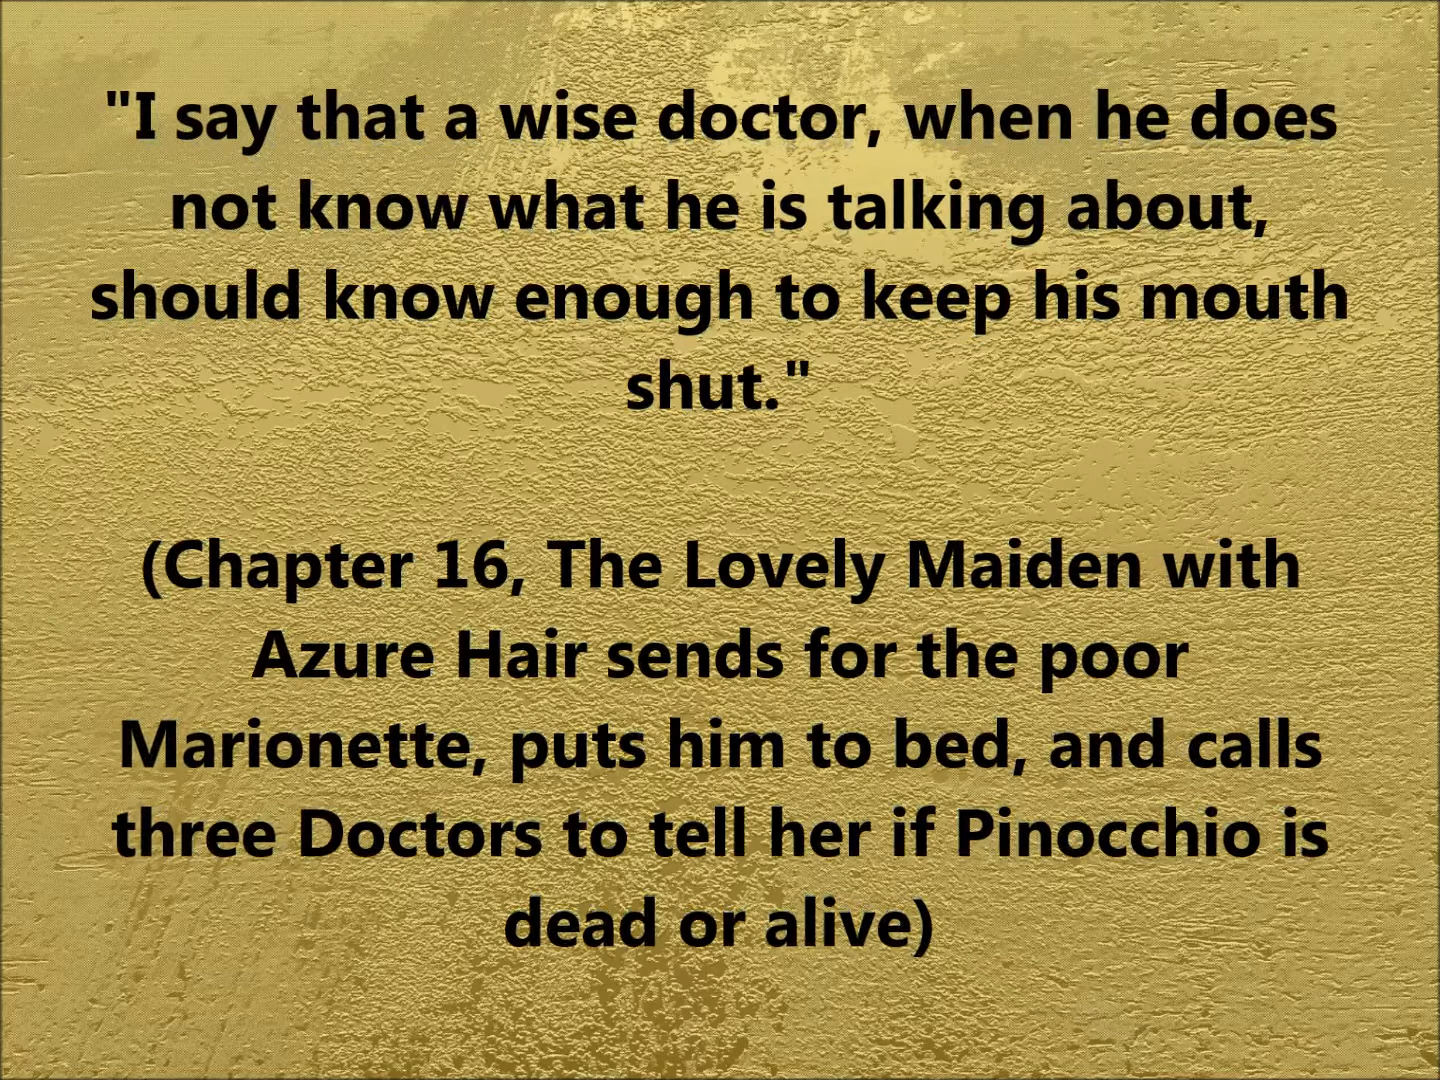 "I say that a wise doctor, when he does
not know what he is talking about,
should know enough to keep his mouth
shut."
(Chapter 16, The Lovely Maiden with
Azure Hair sends for the poor
Marionette, puts him to bed, and calls
three Doctors to tell her if Pinocchio is
dead or alive)